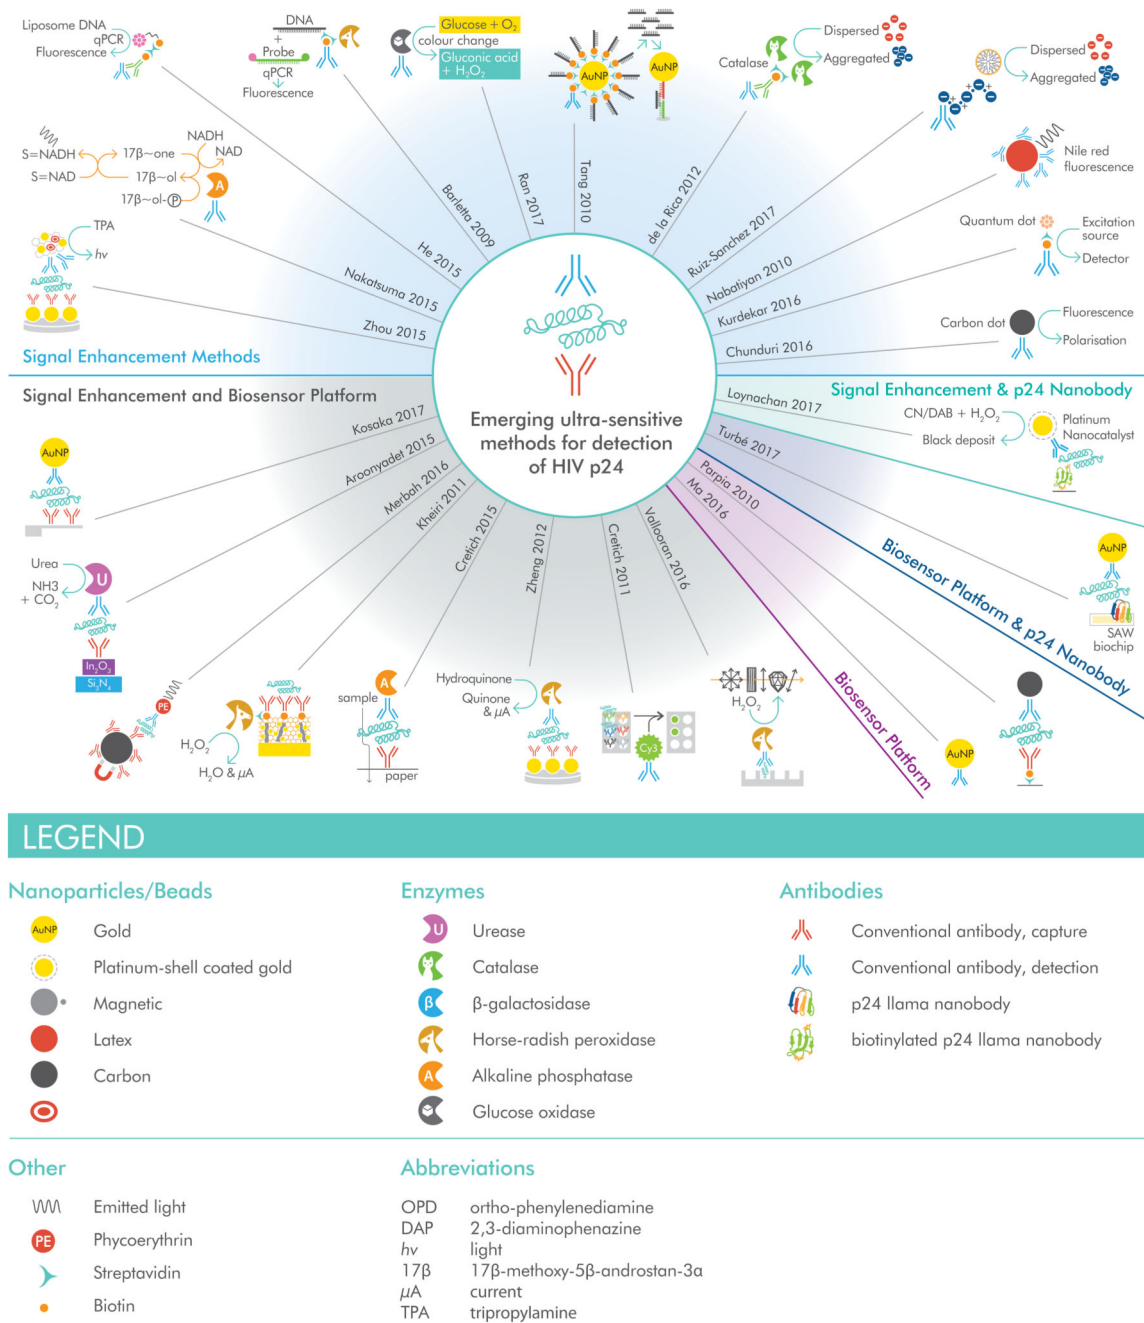 Liposome DNA
qPCR
Fluorescence
DNA
+
Probe
qPCR
Fluorescence
Glucose + O2
colour change
Gluconic acid
+ H2O2
AuNP
AuNP
Catalase
Dispersed
Aggregated
Dispersed
Aggregated
S=NADH
S=NAD
17β~one
17β~ol
17β~ol-P
NADH
NAD
A
Nile red
fluorescence
TPA
hv
Quantum dot
Excitation
source
Detector
Carbon dot
Fluorescence
Polarisation
Zhou 2015
Nakatsuma 2015
He 2015
Barletta 2009
Ran 2017
Tang 2010
de la Rica 2012
Ruiz-Sanchez 2017
Nabatiyan 2010
Kurdekar 2016
Chunduri 2016
Signal Enhancement Methods
Signal Enhancement and Biosensor Platform
Signal Enhancement & p24 Nanobody
Emerging ultra-sensitive
methods for detection
of HIV p24
Loynachan 2017
CN/DAB + H2O2
Black deposit
Platinum
Nanocatalyst
Turbé 2017
Parpia 2010
Ma 2016
Vallooran 2016
Cretich 2011
Zheng 2012
Cretich 2015
Kheiri 2011
Merbah 2016
Aroonyadet 2015
Kosaka 2017
Biosensor Platform & p24 Nanobody
Biosensor Platform
AuNP
Urea
NH3
+ CO2
U
In2O3
Si3N4
PE
H2O2
H2O & µA
sample
A
paper
Hydroquinone
Quinone
& µA
Cy3
H2O2
AuNP
SAW
biochip
AuNP
LEGEND
Nanoparticles/Beads
AuNP Gold
Platinum-shell coated gold
Magnetic
Latex
Carbon
Enzymes
U Urease
Catalase
β β-galactosidase
Horse-radish peroxidase
A Alkaline phosphatase
Glucose oxidase
Antibodies
Conventional antibody, capture
Conventional antibody, detection
p24 llama nanobody
biotinylated p24 llama nanobody
Other
Emitted light
PE Phycoerythrin
Streptavidin
Biotin
Abbreviations
OPD ortho-phenylenediamine
DAP 2,3-diaminophenazine
hv light
17β 17β-methoxy-5β-androstan-3α
µA current
TPA tripropylamine